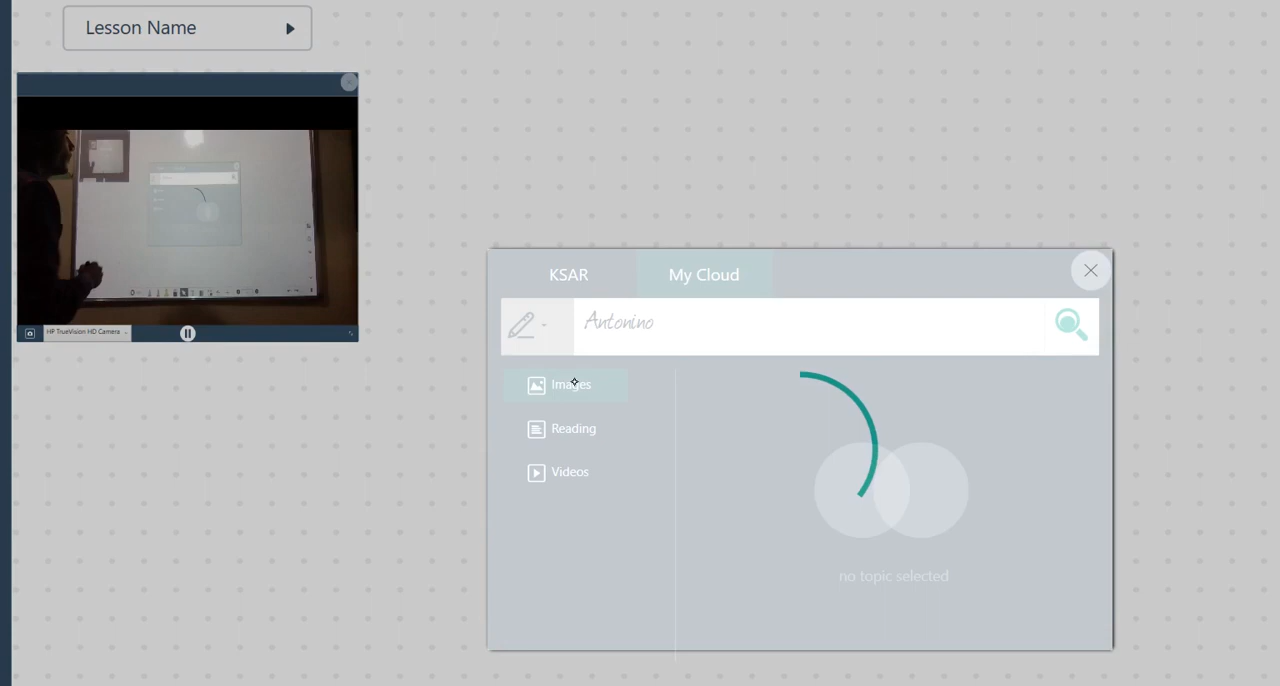 Lesson Name
HP TrueVision HD Camera
KSAR
My Cloud
Antonino
Images
Reading
Videos
no topic selected